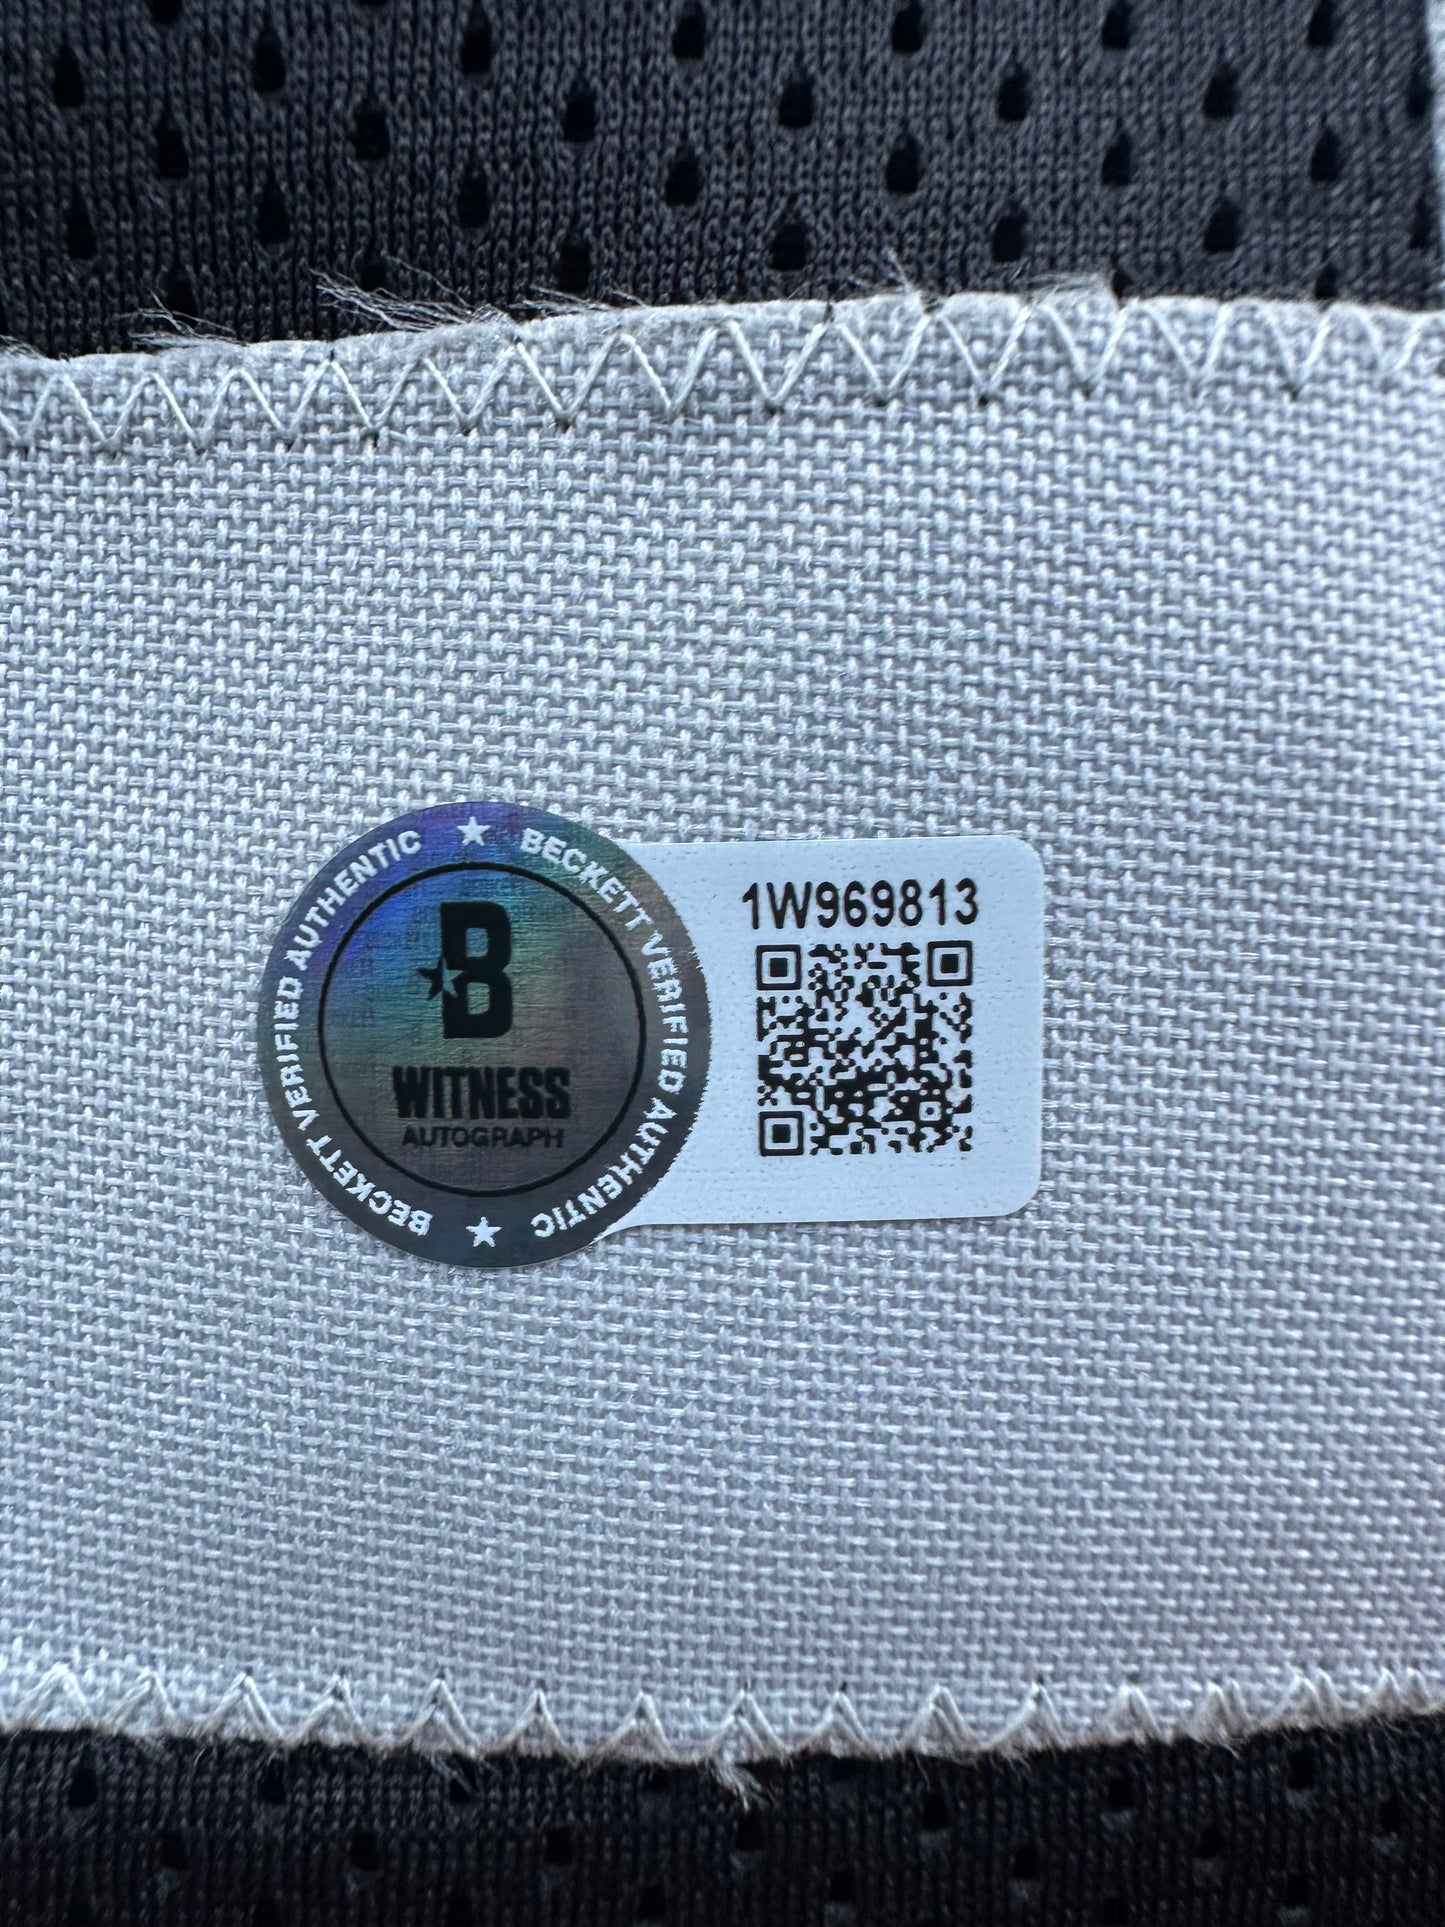 BECKETT VERIFIED AUTHENTIC ★ BECKETT VERIFIED AUTHENTIC ★
B
WITNESS
AUTOGRAPH
1W969813